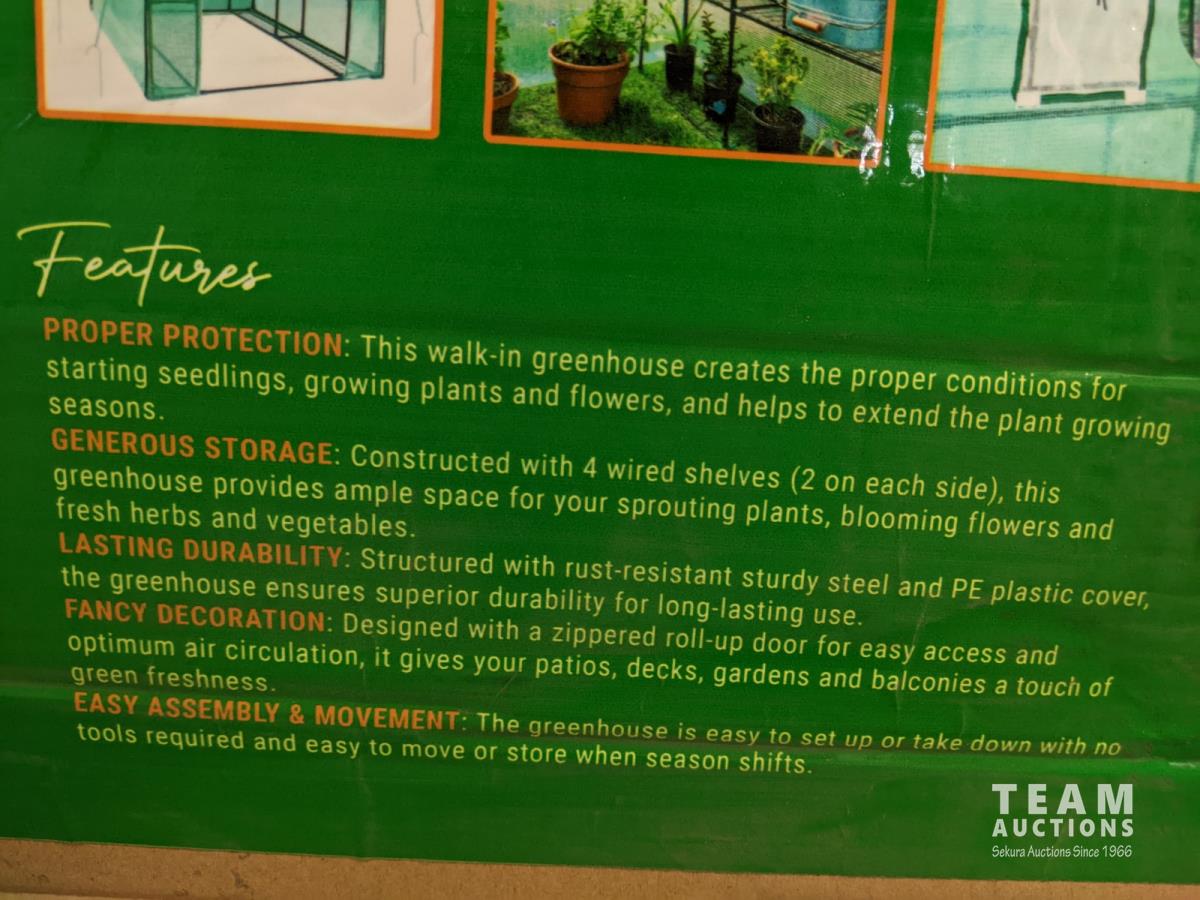 Features
PROPER PROTECTION: This walk-in greenhouse creates the proper conditions for
starting seedlings, growing plants and flowers, and helps to extend the plant growing
seasons.
GENEROUS STORAGE: Constructed with 4 wired shelves (2 on each side), this
greenhouse provides ample space for your sprouting plants, blooming flowers and
fresh herbs and vegetables.
LASTING DURABILITY: Structured with rust-resistant sturdy steel and PE plastic cover,
the greenhouse ensures superior durability for long-lasting use.
FANCY DECORATION: Designed with a zippered roll-up door for easy access and
optimum air circulation, it gives your patios, decks, gardens and balconies a touch of
green freshness.
EASY ASSEMBLY & MOVEMENT: The greenhouse is easy to set up or take down with no
tools required and easy to move or store when season shifts.
TEAM
AUCTIONS
Sekura Auctions Since 1966